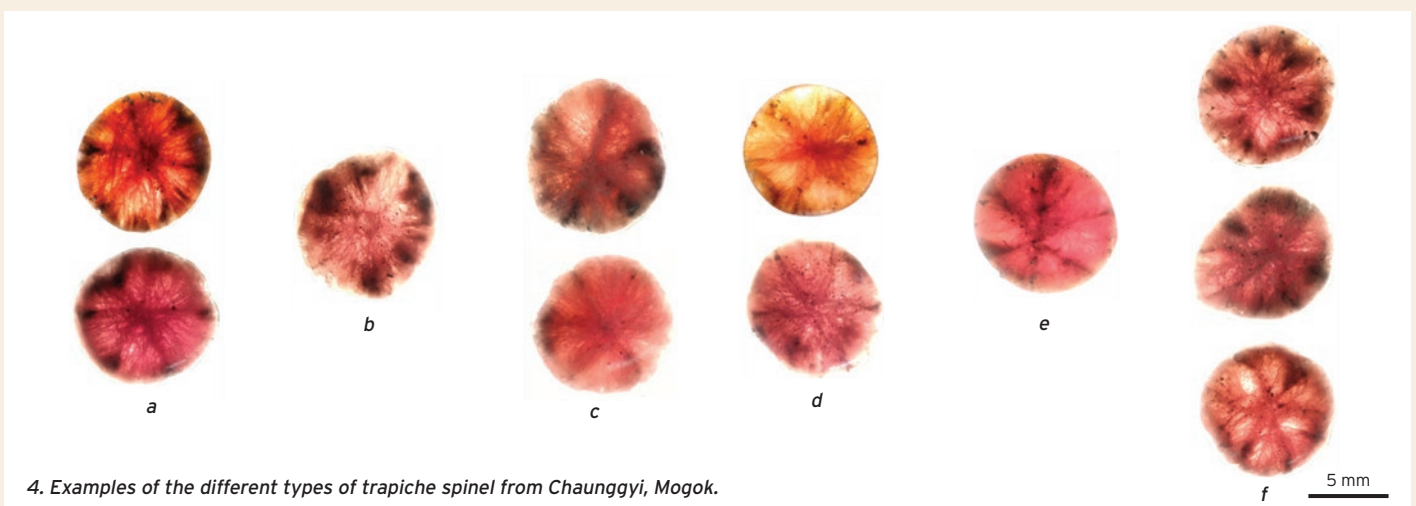 a
b
c
d
e
f
5 mm
4. Examples of the different types of trapiche spinel from Chaunggyi, Mogok.